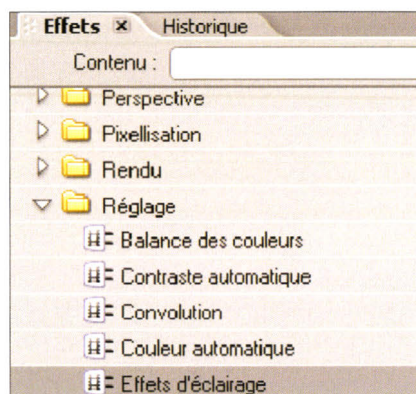 Effets Historique
Contenu :
Perspective
Pixellisation
Rendu
Réglage
Balance des couleurs
Contraste automatique
Convolution
Couleur automatique
Effets d'éclairage